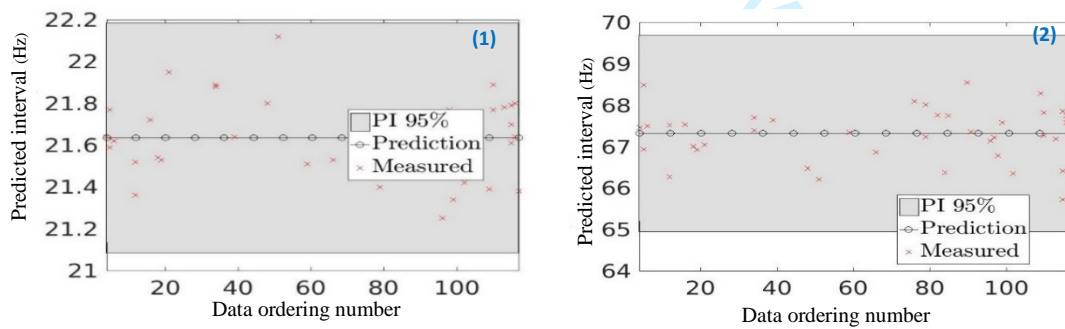 22.2
22
21.8
21.6
21.4
21.2
21
Predicted interval (Hz)
(1)
PI 95%
Prediction
Measured
20
40
60
80
100
Data ordering number
70
69
68
67
66
65
64
Predicted interval (Hz)
(2)
PI 95%
Prediction
Measured
20
40
60
80
100
Data ordering number